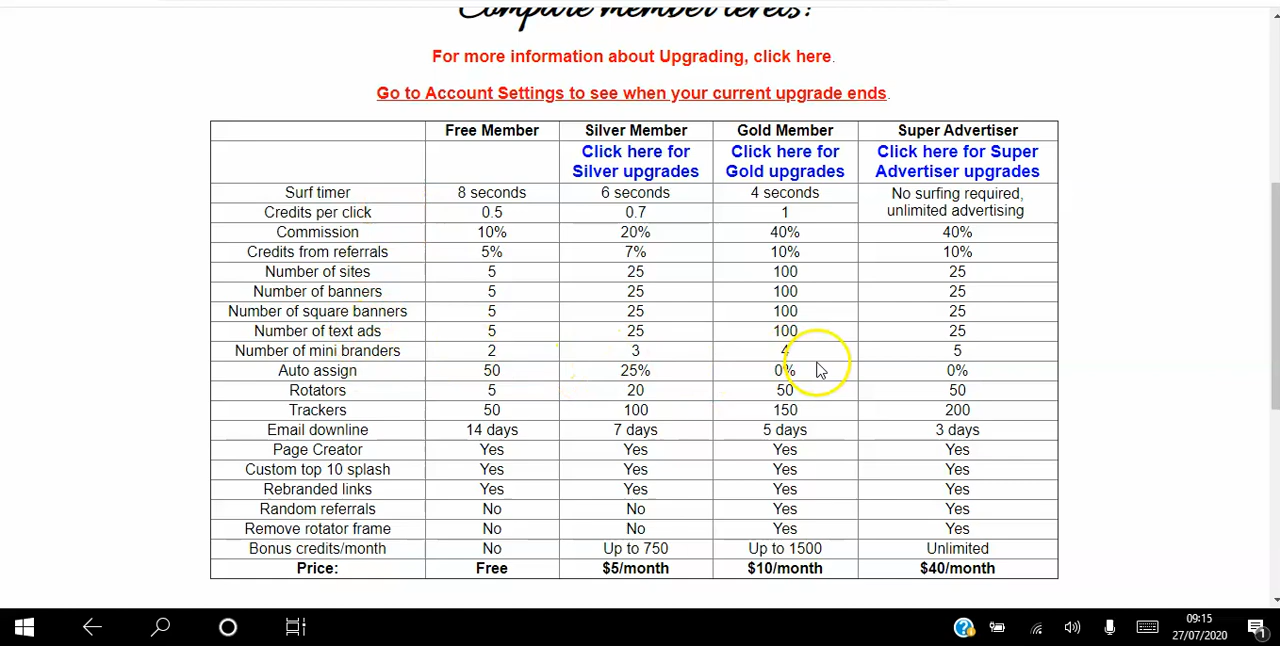 Compare member levels!
For more information about Upgrading, click here.
Go to Account Settings to see when your current upgrade ends.
Free Member Silver Member Gold Member Super Advertiser
Click here for Silver upgrades Click here for Gold upgrades Click here for Super Advertiser upgrades
Surf timer 8 seconds 6 seconds 4 seconds No surfing required, unlimited advertising
Credits per click 0.5 0.7 1
Commission 10% 20% 40% 40%
Credits from referrals 5% 7% 10% 10%
Number of sites 5 25 100 25
Number of banners 5 25 100 25
Number of square banners 5 25 100 25
Number of text ads 5 25 100 25
Number of mini branders 2 3 4 5
Auto assign 50 25% 0% 0%
Rotators 5 20 50 50
Trackers 50 100 150 200
Email downline 14 days 7 days 5 days 3 days
Page Creator Yes Yes Yes Yes
Custom top 10 splash Yes Yes Yes Yes
Rebranded links Yes Yes Yes Yes
Random referrals No No Yes Yes
Remove rotator frame No No Yes Yes
Bonus credits/month No Up to 750 Up to 1500 Unlimited
Price: Free $5/month $10/month $40/month
09:15
27/07/2020
1